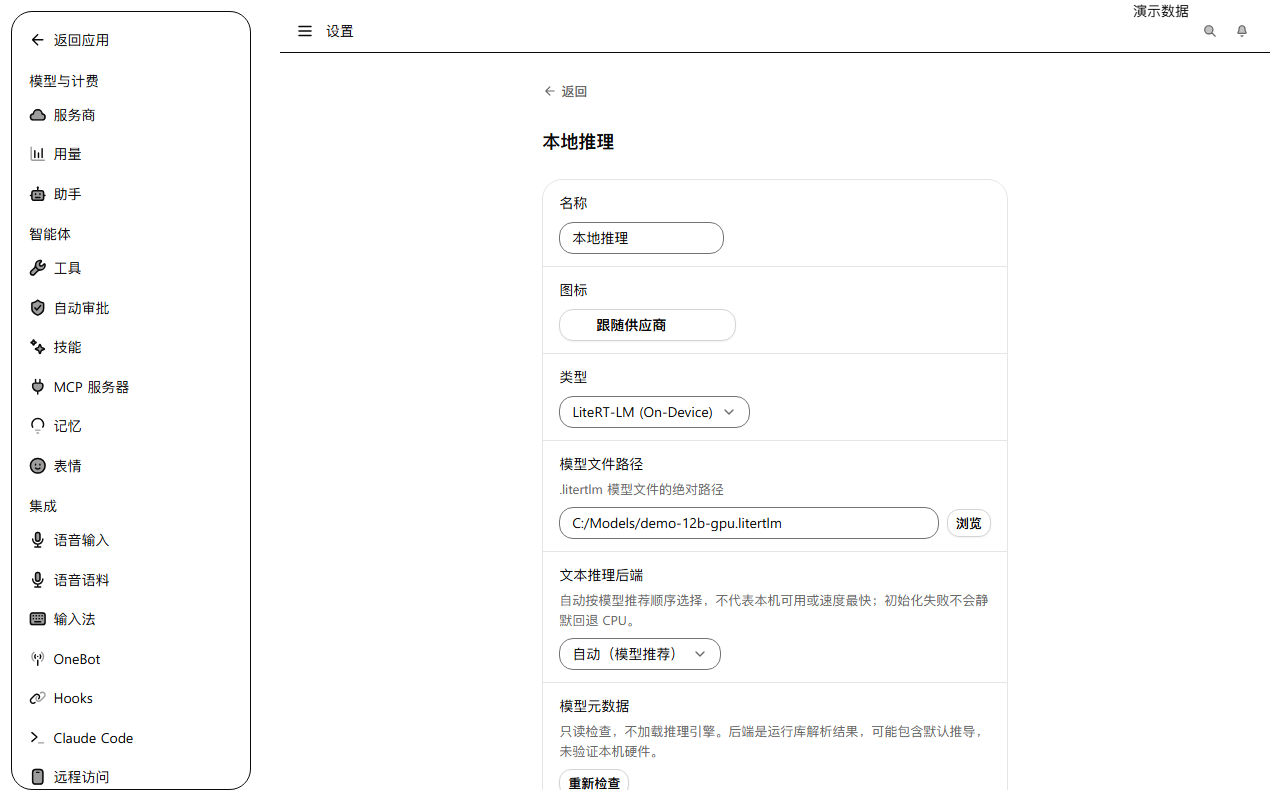 返回应用
模型与计费
服务商
用量
助手
智能体
工具
自动审批
技能
MCP 服务器
记忆
表情
集成
语音输入
语音语料
输入法
OneBot
Hooks
Claude Code
远程访问
设置
演示数据
返回
本地推理
名称
本地推理
图标
跟随供应商
类型
LiteRT-LM (On-Device)
模型文件路径
.litertlm 模型文件的绝对路径
C:/Models/demo-12b-gpu.litertlm
浏览
文本推理后端
自动按模型推荐顺序选择，不代表本机可用或速度最快；初始化失败不会静
默回退 CPU。
自动（模型推荐）
模型元数据
只读检查，不加载推理引擎。后端是运行库解析结果，可能包含默认推导，
未验证本机硬件。
重新检查